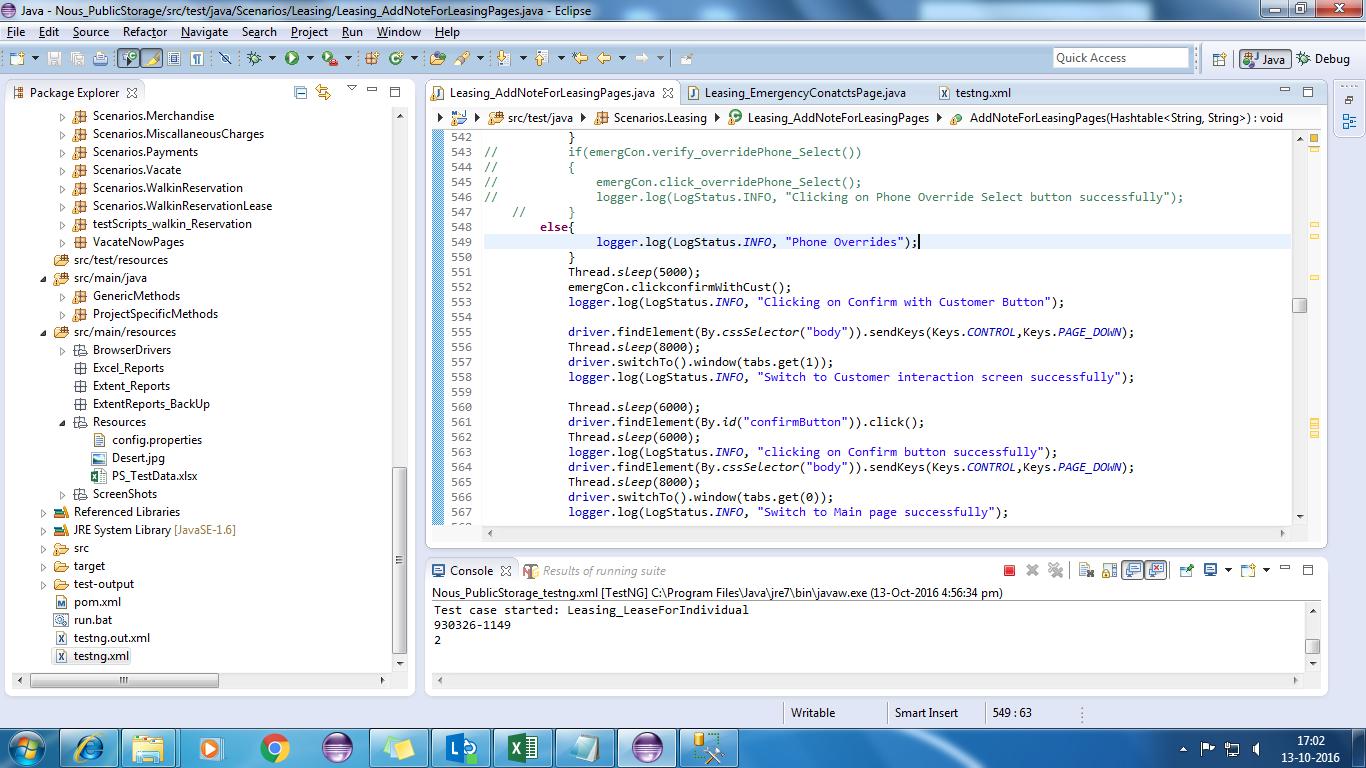 Java - Nous_PublicStorage/src/test/java/Scenarios/Leasing/Leasing_AddNoteForLeasingPages.java - Eclipse
File Edit Source Refactor Navigate Search Project Run Window Help
Quick Access
Java
Debug
Package Explorer
Scenarios.Merchandise
Scenarios.MiscallaneousCharges
Scenarios.Payments
Scenarios.Vacate
Scenarios.WalkinReservation
Scenarios.WalkinReservationLease
testScripts_walkin_Reservation
VacateNowPages
src/test/resources
src/main/java
GenericMethods
ProjectSpecificMethods
src/main/resources
BrowserDrivers
Excel_Reports
Extent_Reports
ExtentReports_BackUp
Resources
config.properties
Desert.jpg
PS_TestData.xlsx
ScreenShots
Referenced Libraries
JRE System Library [JavaSE-1.6]
src
target
test-output
pom.xml
run.bat
testng.out.xml
testng.xml
Leasing_AddNoteForLeasingPages.java
Leasing_EmergencyConatctsPage.java
testng.xml
src/test/java
Scenarios.Leasing
Leasing_AddNoteForLeasingPages
AddNoteForLeasingPages(Hashtable<String, String>) : void
542 }
543 // if(emergCon.verify_overridePhone_Select())
544 // {
545 // emergCon.click_overridePhone_Select();
546 // logger.log(LogStatus.INFO, "Clicking on Phone Override Select button successfully");
547 // }
548 else{
549 logger.log(LogStatus.INFO, "Phone Overrides");
550 }
551 Thread.sleep(5000);
552 emergCon.clickconfirmWithCust();
553 logger.log(LogStatus.INFO, "Clicking on Confirm with Customer Button");
554
555 driver.findElement(By.cssSelector("body")).sendKeys(Keys.CONTROL,Keys.PAGE_DOWN);
556 Thread.sleep(8000);
557 driver.switchTo().window(tabs.get(1));
558 logger.log(LogStatus.INFO, "Switch to Customer interaction screen successfully");
559
560 Thread.sleep(6000);
561 driver.findElement(By.id("confirmButton")).click();
562 Thread.sleep(6000);
563 logger.log(LogStatus.INFO, "clicking on Confirm button successfully");
564 driver.findElement(By.cssSelector("body")).sendKeys(Keys.CONTROL,Keys.PAGE_DOWN);
565 Thread.sleep(8000);
566 driver.switchTo().window(tabs.get(0));
567 logger.log(LogStatus.INFO, "Switch to Main page successfully");
Console
Results of running suite
Nous_PublicStorage_testng.xml [TestNG] C:\Program Files\Java\jre7\bin\javaw.exe (13-Oct-2016 4:56:34 pm)
Test case started: Leasing_LeaseForIndividual
930326-1149
2
Writable
Smart Insert
549 : 63
17:02
13-10-2016